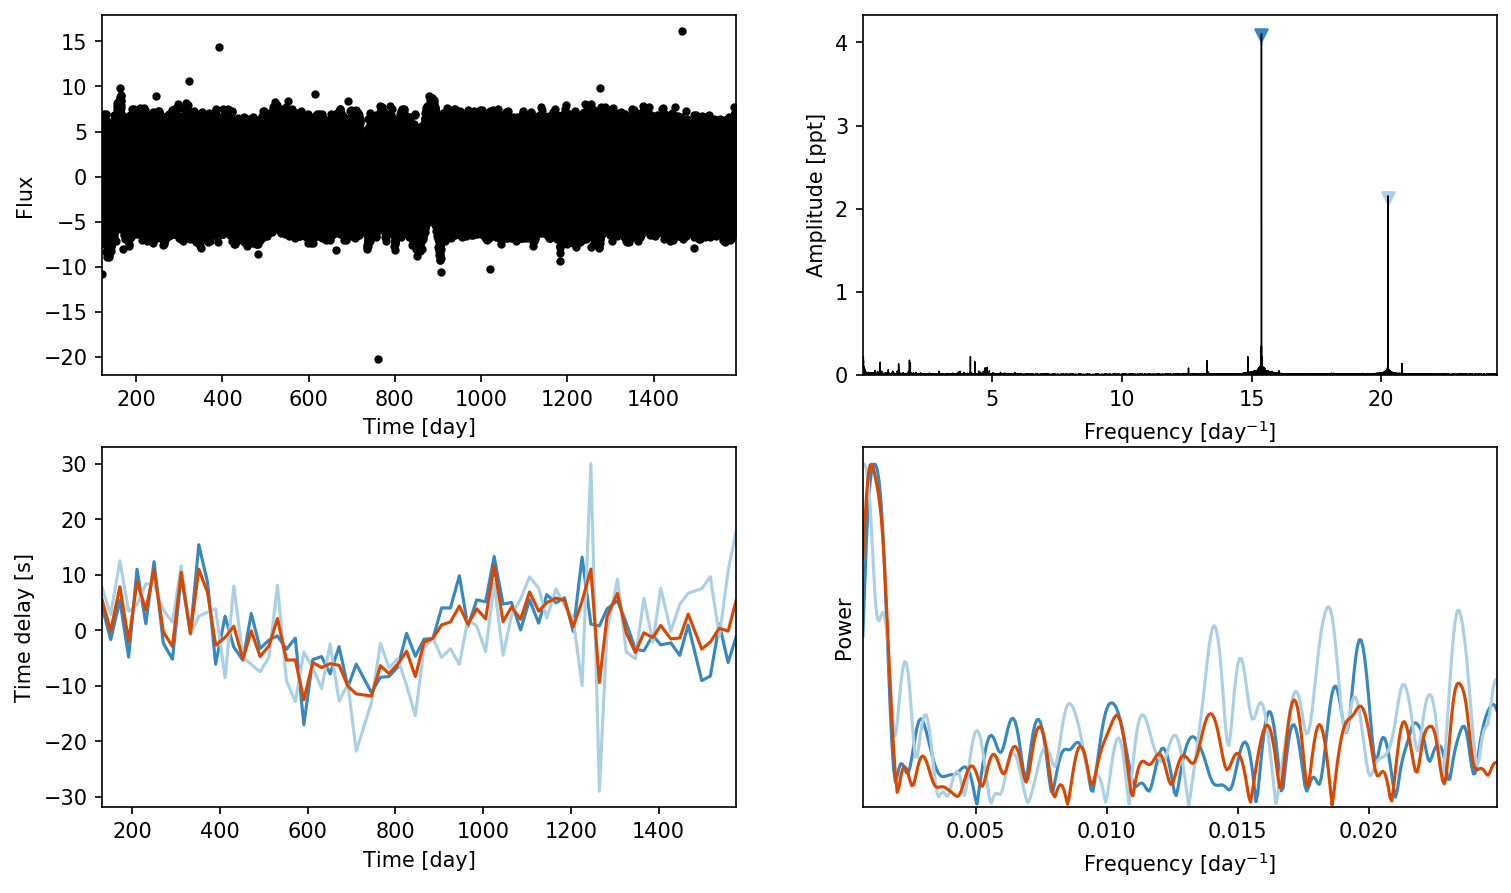 15
10
5
0
−5
−10
−15
−20
Flux
200 400 600 800 1000 1200 1400
Time [day]
4
3
2
1
0
Amplitude [ppt]
5 10 15 20
Frequency [day⁻¹]
30
20
10
0
−10
−20
−30
Time delay [s]
200 400 600 800 1000 1200 1400
Time [day]
Power
0.005 0.010 0.015 0.020
Frequency [day⁻¹]